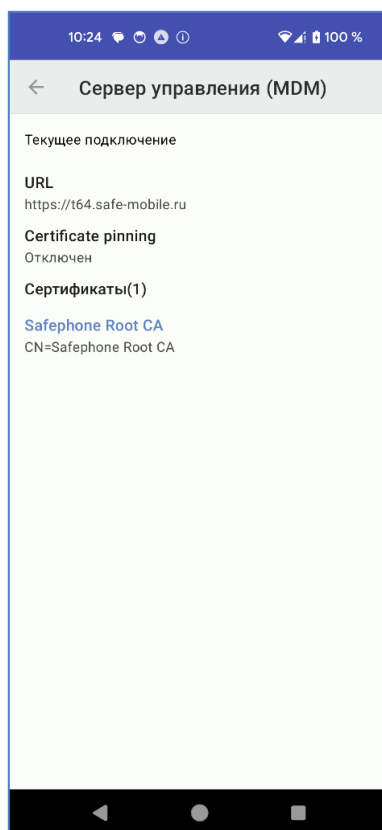 10:24
100 %
Сервер управления (MDM)
Текущее подключение
URL
https://t64.safe-mobile.ru
Certificate pinning
Отключен
Сертификаты(1)
Safephone Root CA
CN=Safephone Root CA